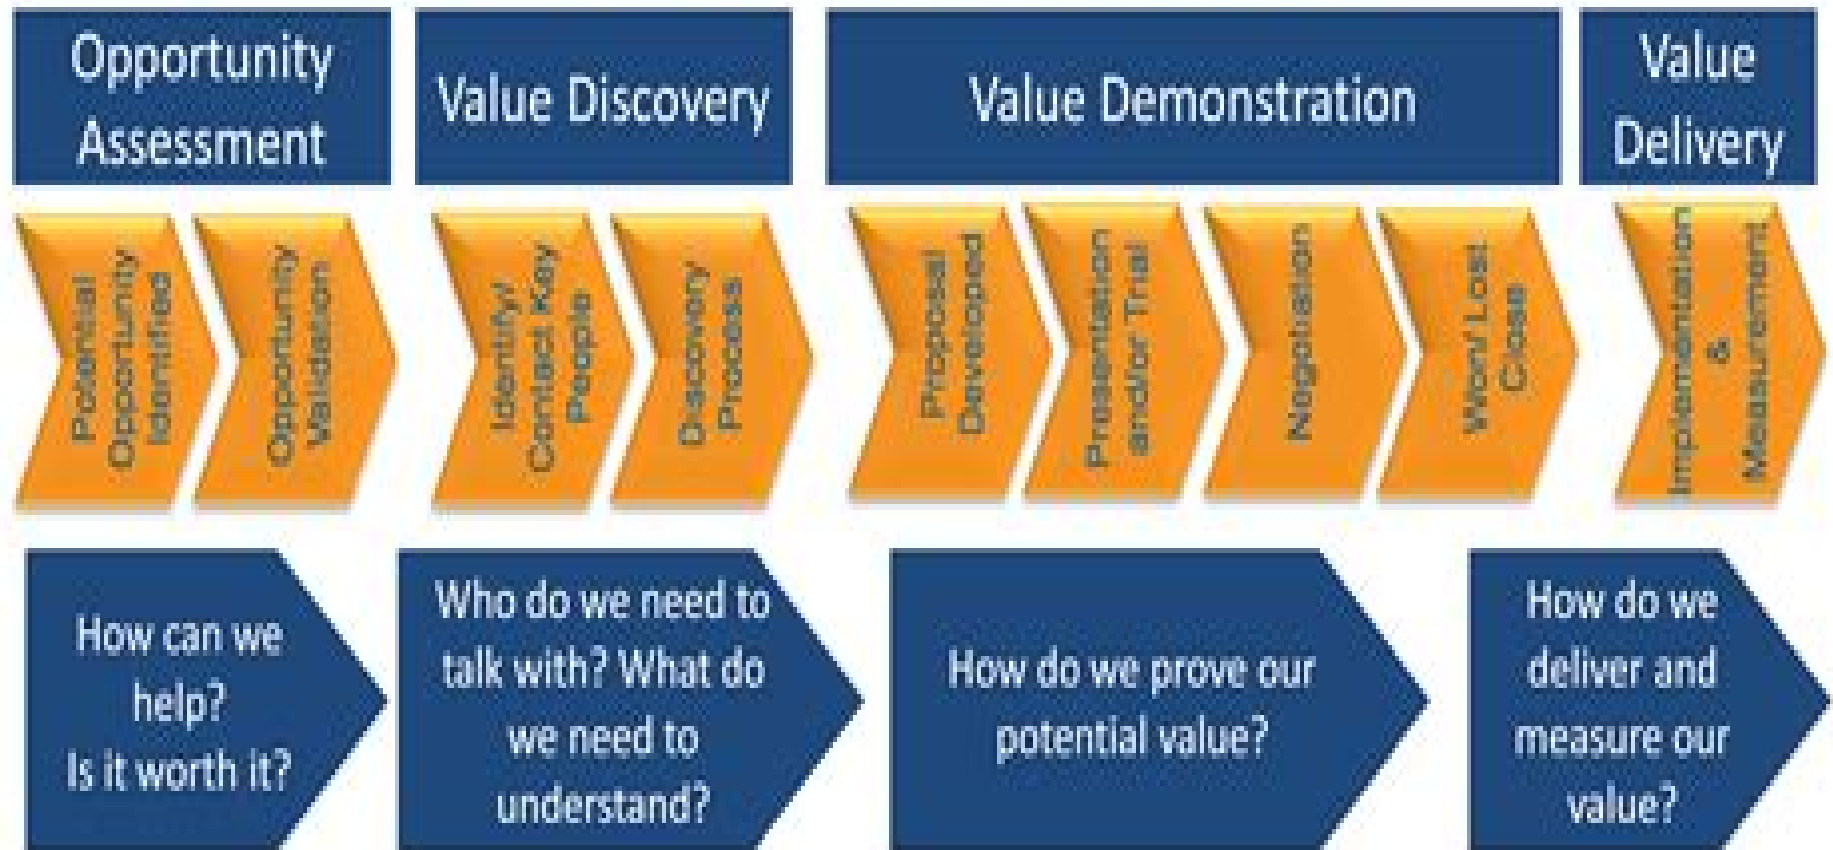 Opportunity
Assessment
Value Discovery
Value Demonstration
Value
Delivery
Potential
Opportunity
Identified
Opportunity
Validation
Identify/
Contact Key
People
Discovery
Process
Proposal
Developed
Presentation
and/or Trial
Negotiation
Won/Lost
Close
Implementation
&
Measurement
How can we
help?
Is it worth it?
Who do we need to
talk with? What do
we need to
understand?
How do we prove our
potential value?
How do we
deliver and
measure our
value?